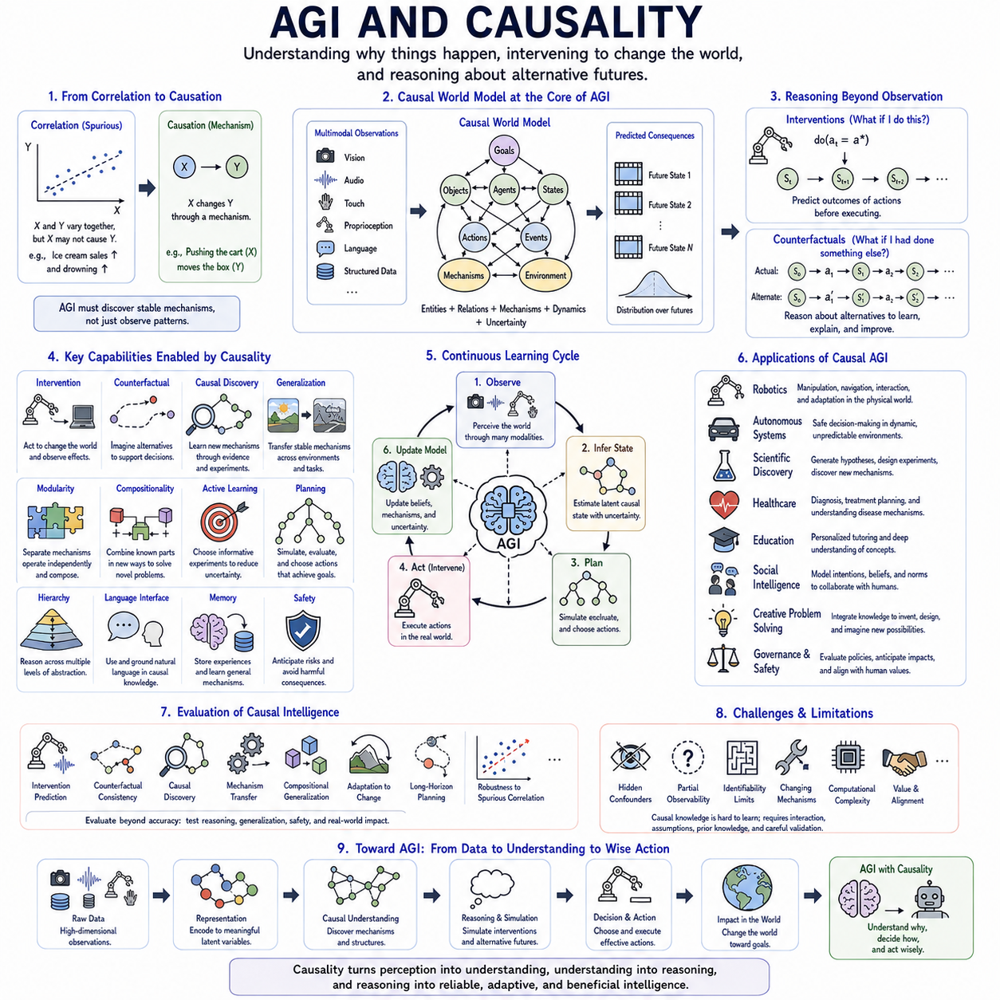 AGI AND CAUSALITY
Understanding why things happen, intervening to change the world,
and reasoning about alternative futures.
1. From Correlation to Causation
Correlation (Spurious)
Y
X
X and Y vary together,
but X may not cause Y.
e.g., Ice cream sales ↑
and drowning ↑
Causation (Mechanism)
X → Y
X changes Y
through a mechanism.
e.g., Pushing the cart (X)
moves the box (Y)
AGI must discover stable mechanisms,
not just observe patterns.
2. Causal World Model at the Core of AGI
Multimodal Observations
Vision
Audio
Touch
Proprioception
Language
Structured Data
...
Causal World Model
Goals
Objects
Agents
States
Actions
Events
Mechanisms
Environment
Entities + Relations + Mechanisms + Dynamics
+ Uncertainty
Predicted Consequences
Future State 1
Future State 2
⋮
Future State N
Distribution over futures
3. Reasoning Beyond Observation
Interventions (What if I do this?)
do(aₜ = a*)
Sₜ → Sₜ₊₁ → Sₜ₊₂ → ...
Predict outcomes of actions
before executing.
Counterfactuals (What if I had done
something else?)
Actual: S₀ → a₁ → S₁ → a₂ → S₂ → ...
Alternate: S₀ → a′₁ → S′₁ → a₂ → S′₂ → ...
Reason about alternatives to learn,
explain, and improve.
4. Key Capabilities Enabled by Causality
Intervention
Act to change the world
and observe effects.
Counterfactual
Imagine alternatives
to support decisions.
Causal Discovery
Learn new mechanisms
through evidence
and experiments.
Generalization
Transfer stable mechanisms
across environments
and tasks.
Modularity
Separate mechanisms
operate independently
and compose.
Compositionality
Combine known parts
in new ways to solve
novel problems.
Active Learning
Choose informative
experiments to reduce
uncertainty.
Planning
Simulate, evaluate,
and choose actions
that achieve goals.
Hierarchy
Reason across multiple
levels of abstraction.
Language Interface
Use and ground natural
language in causal
knowledge.
Memory
Store experiences
and learn general
mechanisms.
Safety
Anticipate risks and
avoid harmful
consequences.
5. Continuous Learning Cycle
1. Observe
Perceive the world
through many modalities.
2. Infer State
Estimate latent causal
state with uncertainty.
3. Plan
Simulate encluate,
and choose actions.
4. Act (Intervene)
Execute actions
in the real world.
6. Update Model
Update beliefs,
mechanisms, and
uncertainty.
AGI
6. Applications of Causal AGI
Robotics
Manipulation, navigation, interaction,
and adaptation in the physical world.
Autonomous
Systems
Safe decision-making in dynamic,
unpredictable environments.
Scientific
Discovery
Generate hypotheses, design experiments,
discover new mechanisms.
Healthcare
Diagnosis, treatment planning, and
understanding disease mechanisms.
Education
Personalized tutoring and deep
understanding of concepts.
Social
Intelligence
Model intentions, beliefs, and norms
to collaborate with humans.
Creative Problem
Solving
Integrate knowledge to invent, design,
and imagine new possibilities.
Governance &
Safety
Evaluate policies, anticipate impacts,
and align with human values.
7. Evaluation of Causal Intelligence
Intervention
Prediction
Counterfactual
Consistency
Causal
Discovery
Mechanism
Transfer
Compositional
Generalization
Adaptation to
Change
Long-Horizon
Planning
Robustness to
Spurious Correlation
...
Evaluate beyond accuracy: test reasoning, generalization, safety, and real-world impact.
8. Challenges & Limitations
Hidden
Confounders
?
Partial
Observability
Identifiability
Limits
Changing
Mechanisms
Computational
Complexity
Value &
Alignment
...
Causal knowledge is hard to learn; requires interaction,
assumptions, prior knowledge, and careful validation.
9. Toward AGI: From Data to Understanding to Wise Action
Raw Data
High-dimensional
observations.
Representation
Encode to meaningful
latent variables.
Causal Understanding
Discover mechanisms
and structures.
Reasoning & Simulation
Simulate interventions
and alternative futures.
Decision & Action
Choose and execute
effective actions.
Impact in the World
Change the world
toward goals.
AGI with Causality
Understand why,
decide how,
and act wisely.
Causality turns perception into understanding, understanding into reasoning,
and reasoning into reliable, adaptive, and beneficial intelligence.